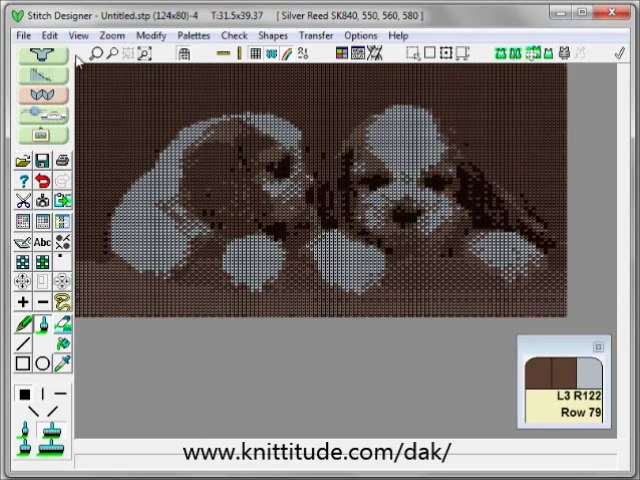 Stitch Designer - Untitled.stp (124x80)-4 T:31.5x39.37 [ Silver Reed SK840, 550, 560, 580 ]
File Edit View Zoom Modify Palettes Check Shapes Transfer Options Help
Abc
L3 R122
Row 79
www.knittitude.com/dak/